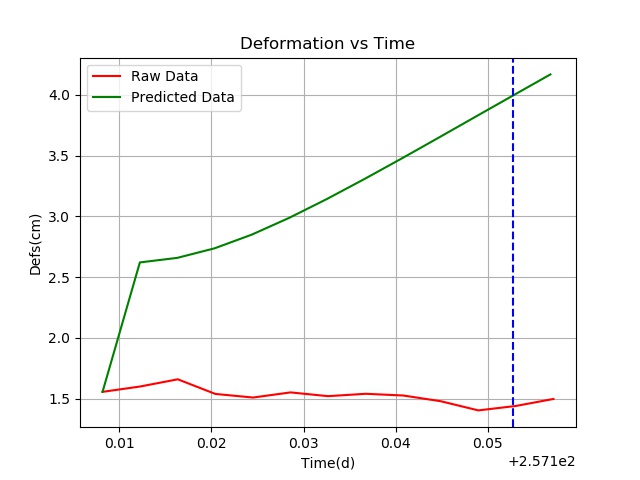 Deformation vs Time
Raw Data
Predicted Data
4.0
3.5
3.0
2.5
2.0
1.5
Defs(cm)
0.01 0.02 0.03 0.04 0.05
+2.571e2
Time(d)